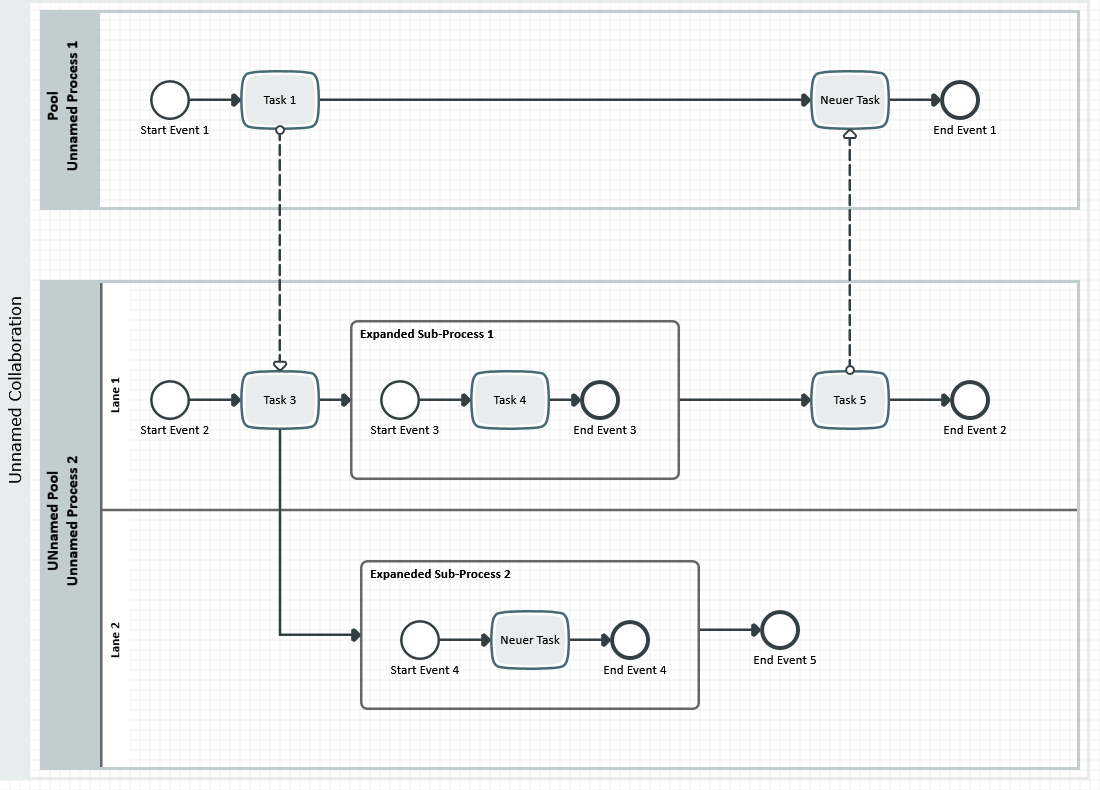 Unnamed Collaboration
Pool
Unnamed Process 1
Start Event 1
Task 1
Neuer Task
End Event 1
UNnamed Pool
Unnamed Process 2
Lane 1
Start Event 2
Task 3
Expanded Sub-Process 1
Start Event 3
Task 4
End Event 3
Task 5
End Event 2
Lane 2
Expaneded Sub-Process 2
Start Event 4
Neuer Task
End Event 4
End Event 5